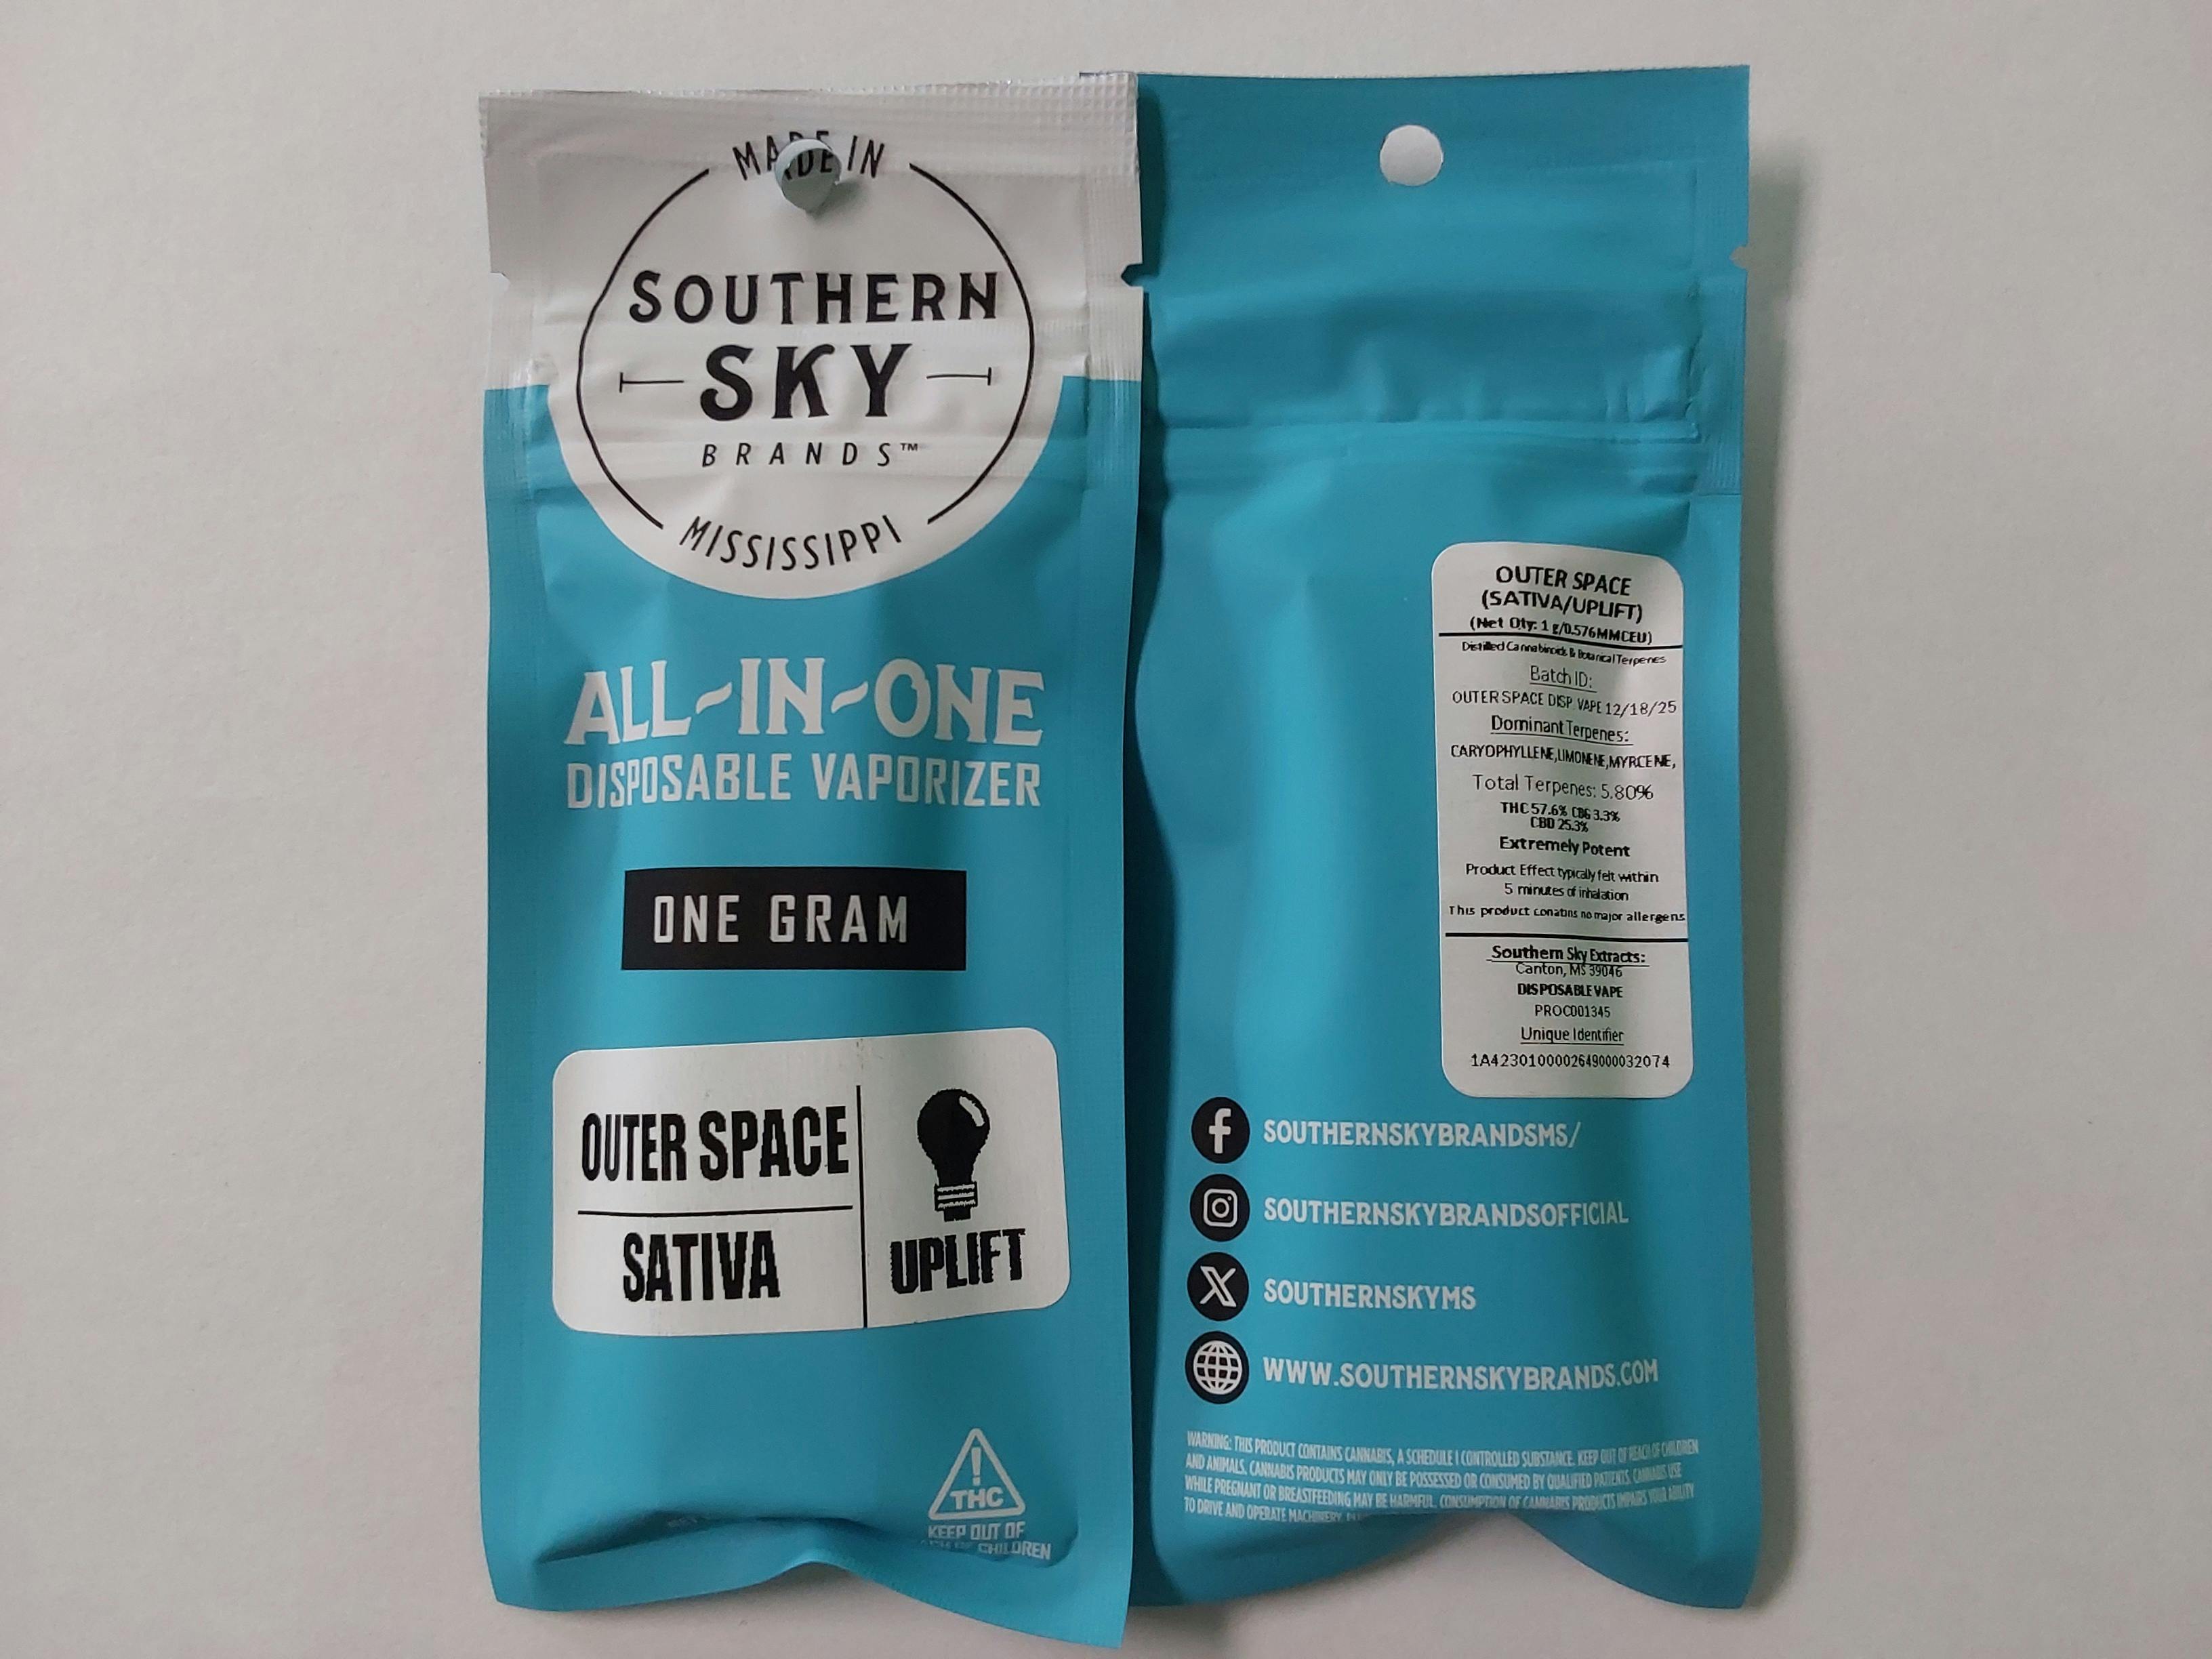 MADE IN
SOUTHERN
SKY
BRANDS™
MISSISSIPPI
ALL-IN-ONE
DISPOSABLE VAPORIZER
ONE GRAM
OUTER SPACE
SATIVA
UPLIFT
THC
KEEP OUT OF
CHILDREN
OUTER SPACE
(SATIVA/UPLIFT)
(Net Qty: 1 g/0.576MMCEU)
Distilled Cannabinoids & Botanical Terpenes
Batch ID:
OUTER SPACE DISP. VAPE 12/18/25
Dominant Terpenes:
CARYOPHYLLENE,LIMONENE,MYRCENE,
Total Terpenes: 5.80%
THC 57.6% CBG 3.3%
CBD 25.3%
Extremely Potent
Product Effect typically felt within
5 minutes of inhalation
This product conatins no major allergens
Southern Sky Extracts:
Canton, MS 39046
DISPOSABLE VAPE
PROC001345
Unique Identifier
1A4230100002649000032074
f SOUTHERNSKYBRANDSMS/
SOUTHERNSKYBRANDSOFFICIAL
X SOUTHERNSKYMS
WWW.SOUTHERNSKYBRANDS.COM
WARNING: THIS PRODUCT CONTAINS CANNABIS, A SCHEDULE I CONTROLLED SUBSTANCE. KEEP OUT OF REACH OF CHILDREN
AND ANIMALS. CANNABIS PRODUCTS MAY ONLY BE POSSESSED OR CONSUMED BY QUALIFIED PATIENTS. CANNABIS USE
WHILE PREGNANT OR BREASTFEEDING MAY BE HARMFUL. CONSUMPTION OF CANNABIS PRODUCTS IMPAIRS YOUR ABILITY
TO DRIVE AND OPERATE MACHINERY.